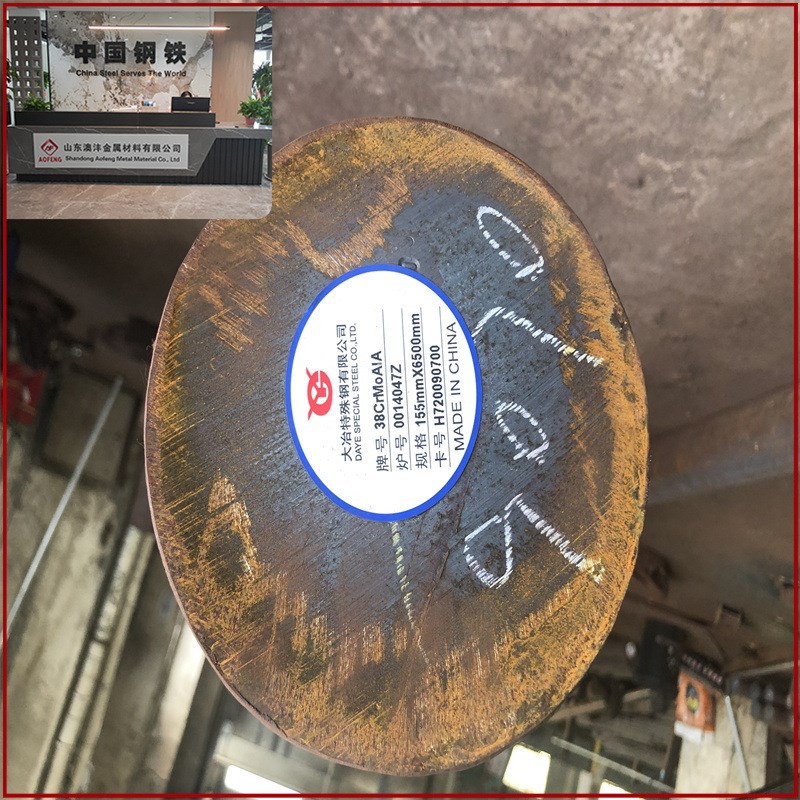 中国钢铁
China Steel Serves The World
AOFENG
山东澳沣金属材料有限公司
Shandong Aofeng Metal Material Co., Ltd
大冶特殊钢有限公司
DAYE SPECIAL STEEL CO.,LTD.
牌号 38CrMoAlA
炉号 0014047Z
规格 155mmX6500mm
卡号 H720090700
MADE IN CHINA